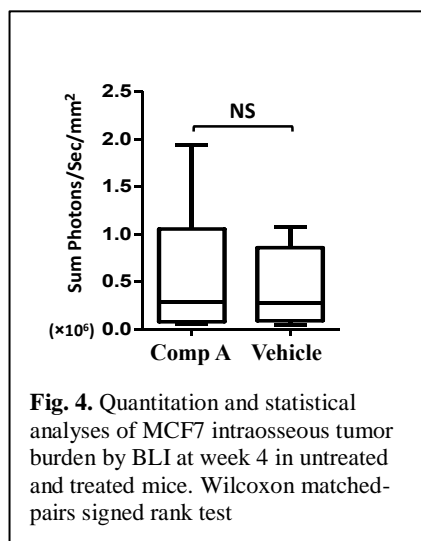 2.5
NS
2.0
1.5
1.0
0.5
0.0
Sum Photons/Sec/mm²
(×10⁶)
Comp A Vehicle
Fig. 4. Quantitation and statistical
analyses of MCF7 intraosseous tumor
burden by BLI at week 4 in untreated
and treated mice. Wilcoxon matched-
pairs signed rank test